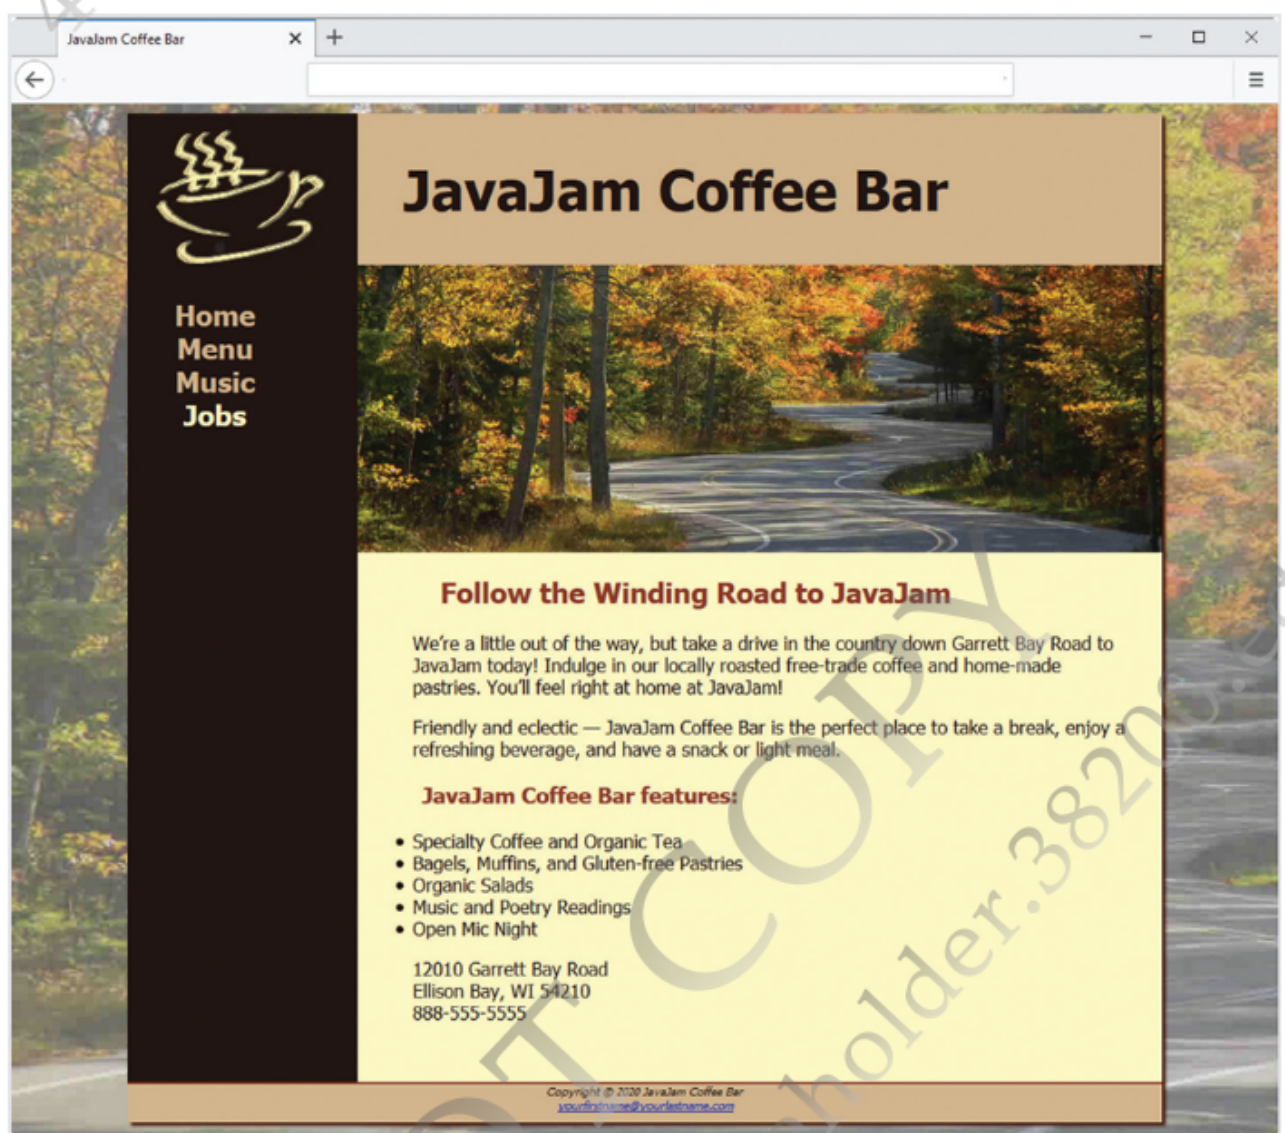 JavaJam Coffee Bar
JavaJam Coffee Bar
Home
Menu
Music
Jobs
Follow the Winding Road to JavaJam
We're a little out of the way, but take a drive in the country down Garrett Bay Road to
JavaJam today! Indulge in our locally roasted free-trade coffee and home-made
pastries. You'll feel right at home at JavaJam!
Friendly and eclectic — JavaJam Coffee Bar is the perfect place to take a break, enjoy a
refreshing beverage, and have a snack or light meal.
JavaJam Coffee Bar features:
• Specialty Coffee and Organic Tea
• Bagels, Muffins, and Gluten-free Pastries
• Organic Salads
• Music and Poetry Readings
• Open Mic Night
12010 Garrett Bay Road
Ellison Bay, WI 54210
888-555-5555
Copyright © 2020 JavaJam Coffee Bar
yourfirstname@yourlastname.com
COPY